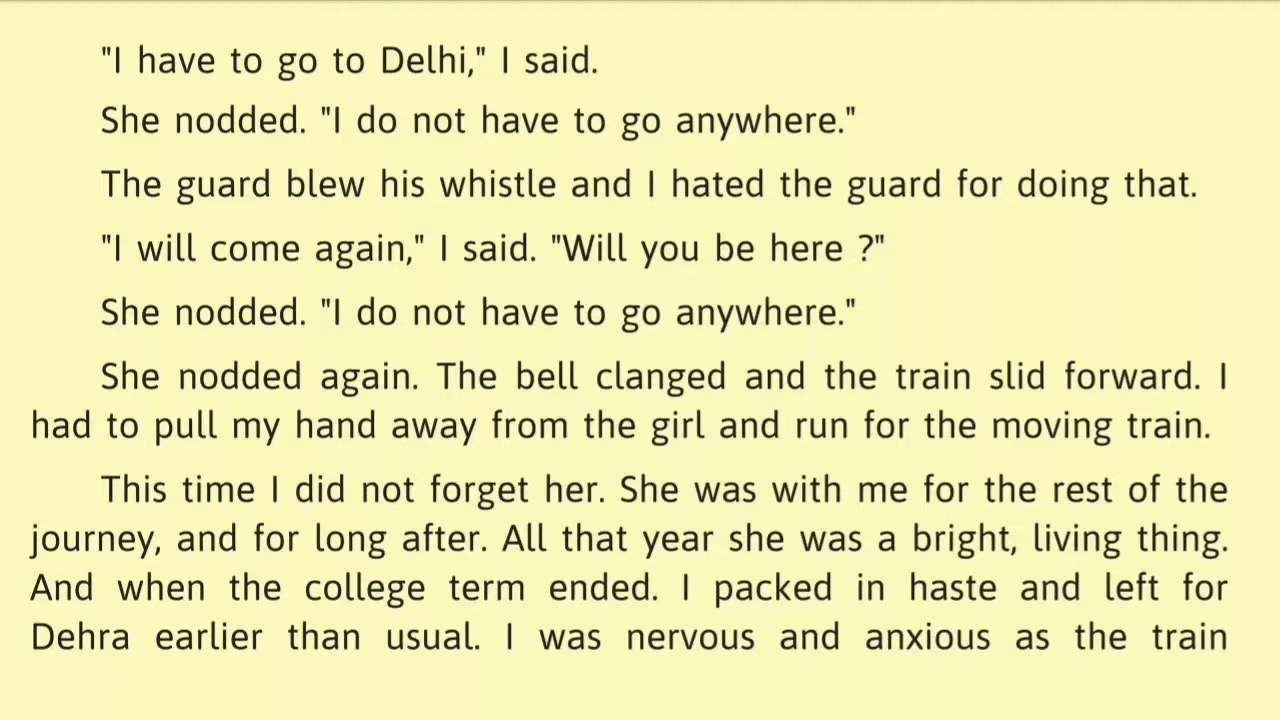 "I have to go to Delhi," I said.
She nodded. "I do not have to go anywhere."
The guard blew his whistle and I hated the guard for doing that.
"I will come again," I said. "Will you be here ?"
She nodded. "I do not have to go anywhere."
She nodded again. The bell clanged and the train slid forward. I
had to pull my hand away from the girl and run for the moving train.
This time I did not forget her. She was with me for the rest of the
journey, and for long after. All that year she was a bright, living thing.
And when the college term ended. I packed in haste and left for
Dehra earlier than usual. I was nervous and anxious as the train